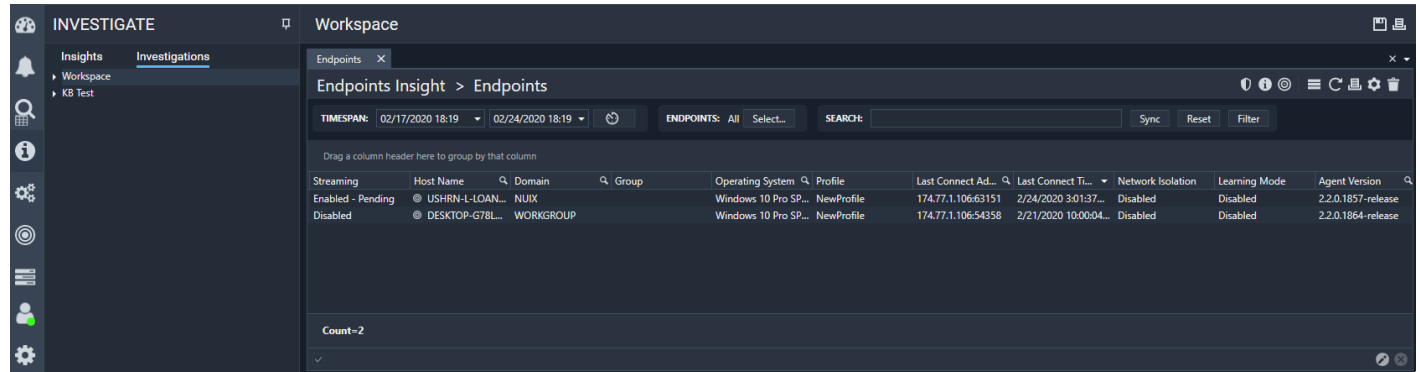 INVESTIGATE
Workspace
Insights Investigations
Workspace
KB Test
Endpoints
Endpoints Insight > Endpoints
TIMESPAN: 02/17/2020 18:19 02/24/2020 18:19 ENDPOINTS: All Select... SEARCH: Sync Reset Filter
Drag a column header here to group by that column
Streaming Host Name Domain Group Operating System Profile Last Connect Ad... Last Connect Ti... Network Isolation Learning Mode Agent Version
Enabled - Pending USHRN-L-LOAN... NUIX Windows 10 Pro SP... NewProfile 174.77.1.106:63151 2/24/2020 3:01:37... Disabled Disabled 2.2.0.1857-release
Disabled DESKTOP-G78L... WORKGROUP Windows 10 Pro SP... NewProfile 174.77.1.106:54358 2/21/2020 10:00:04... Disabled Disabled 2.2.0.1864-release
Count=2